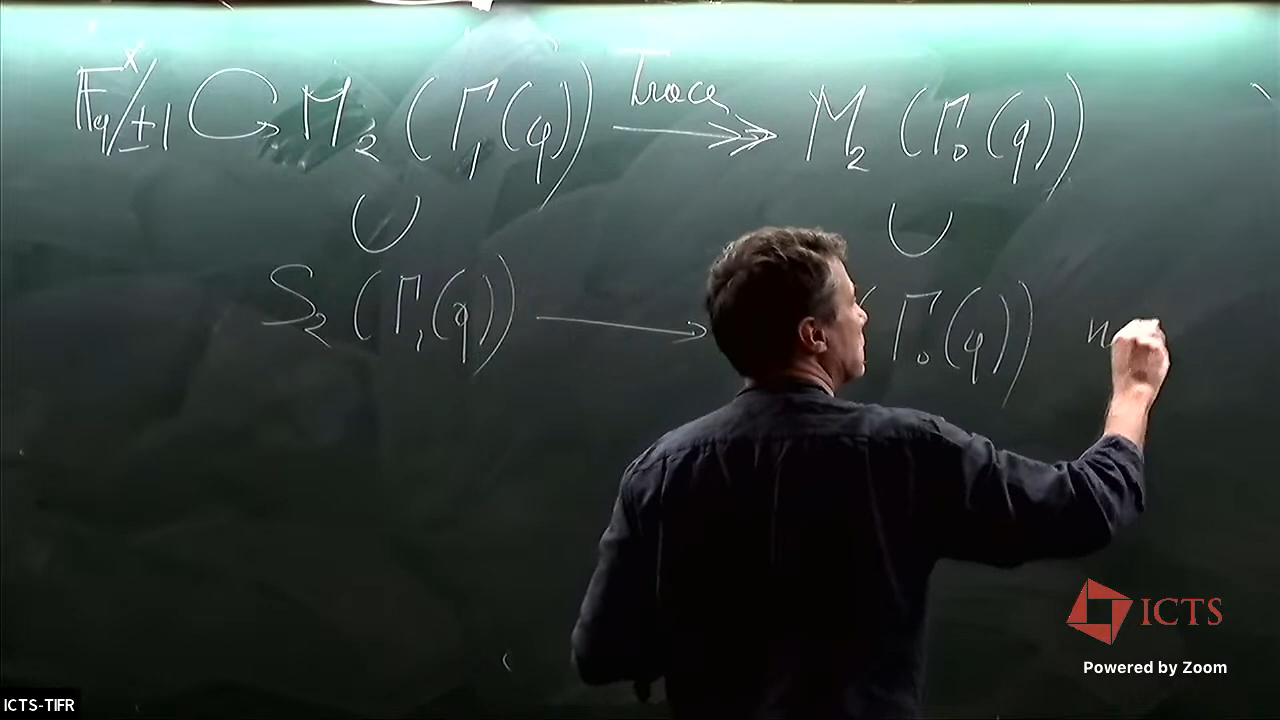 F_q^×/±1 ↻ M_2(Γ_1(q)) Trace ↠ M_2(Γ_0(q))
∪ ∪
S_2(Γ_1(q)) → (Γ_0(q))
ICTS
Powered by Zoom
ICTS-TIFR